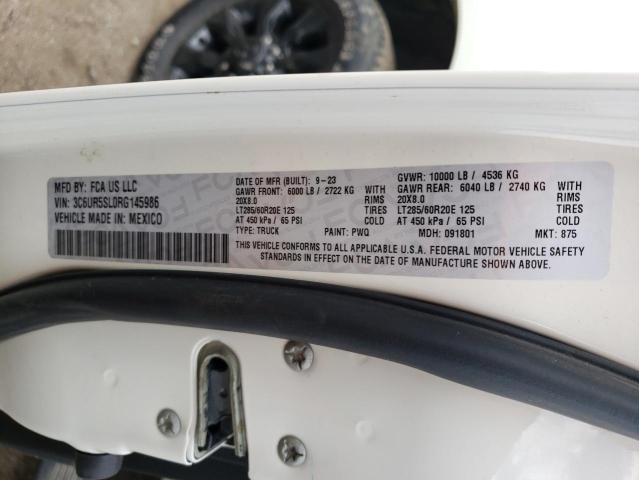 MFD BY: FCA US LLC
VIN: 3C6UR5SL0RG145986
VEHICLE MADE IN: MEXICO
DATE OF MFR (BUILT): 9-23
GVWR: 10000 LB / 4536 KG
GAWR FRONT: 6000 LB / 2722 KG
GAWR REAR: 6040 LB / 2740 KG
20X8.0 RIMS 20X8.0 RIMS
LT285/60R20E 125 TIRES LT285/60R20E 125 TIRES
AT 450 kPa / 65 PSI COLD AT 450 kPa / 65 PSI COLD
TYPE: TRUCK PAINT: PWQ MDH: 091801 MKT: 875
THIS VEHICLE CONFORMS TO ALL APPLICABLE U.S.A. FEDERAL MOTOR VEHICLE SAFETY
STANDARDS IN EFFECT ON THE DATE OF MANUFACTURE SHOWN ABOVE.